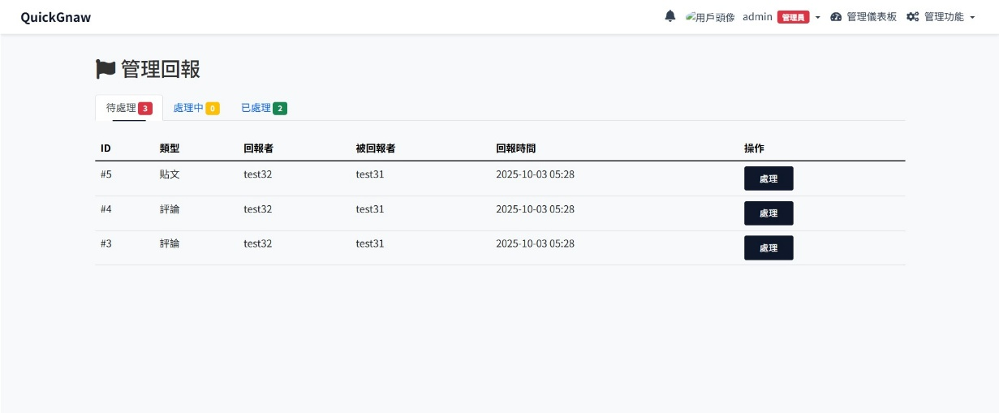 QuickGnaw 用戶頭像 admin 管理員 管理儀表板 管理功能
管理回報
待處理 3 處理中 0 已處理 2
ID 類型 回報者 被回報者 回報時間 操作
#5 貼文 test32 test31 2025-10-03 05:28 處理
#4 評論 test32 test31 2025-10-03 05:28 處理
#3 評論 test32 test31 2025-10-03 05:28 處理